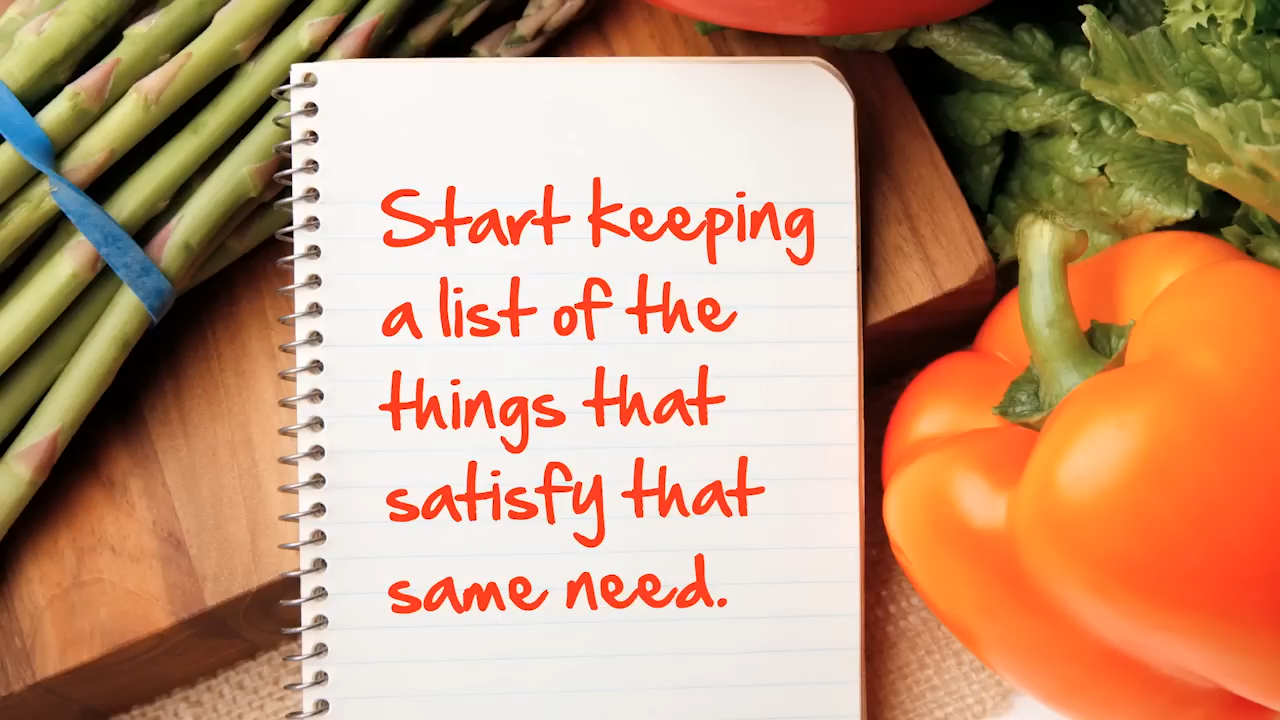 Start keeping
a list of the
things that
satisfy that
same need.